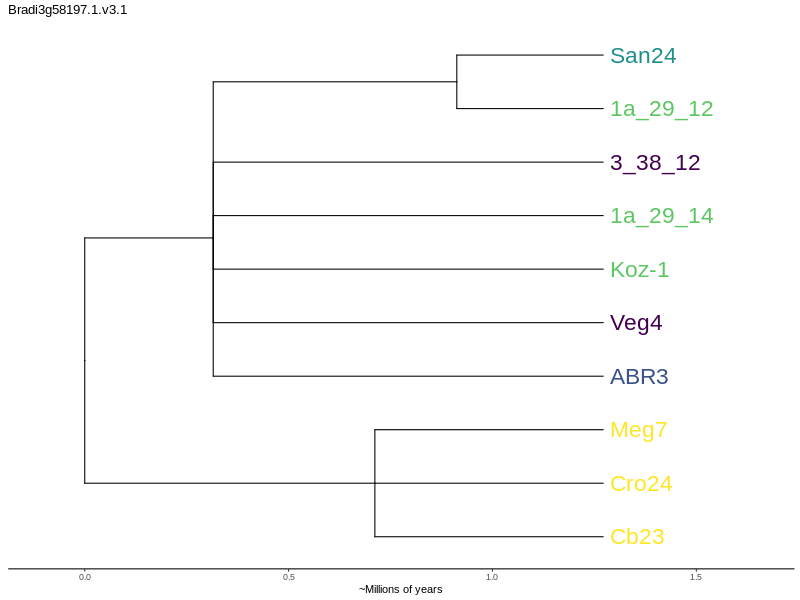 Bradi3g58197.1.v3.1
San24
1a_29_12
3_38_12
1a_29_14
Koz-1
Veg4
ABR3
Meg7
Cro24
Cb23
0.0 0.5 1.0 1.5
~Millions of years